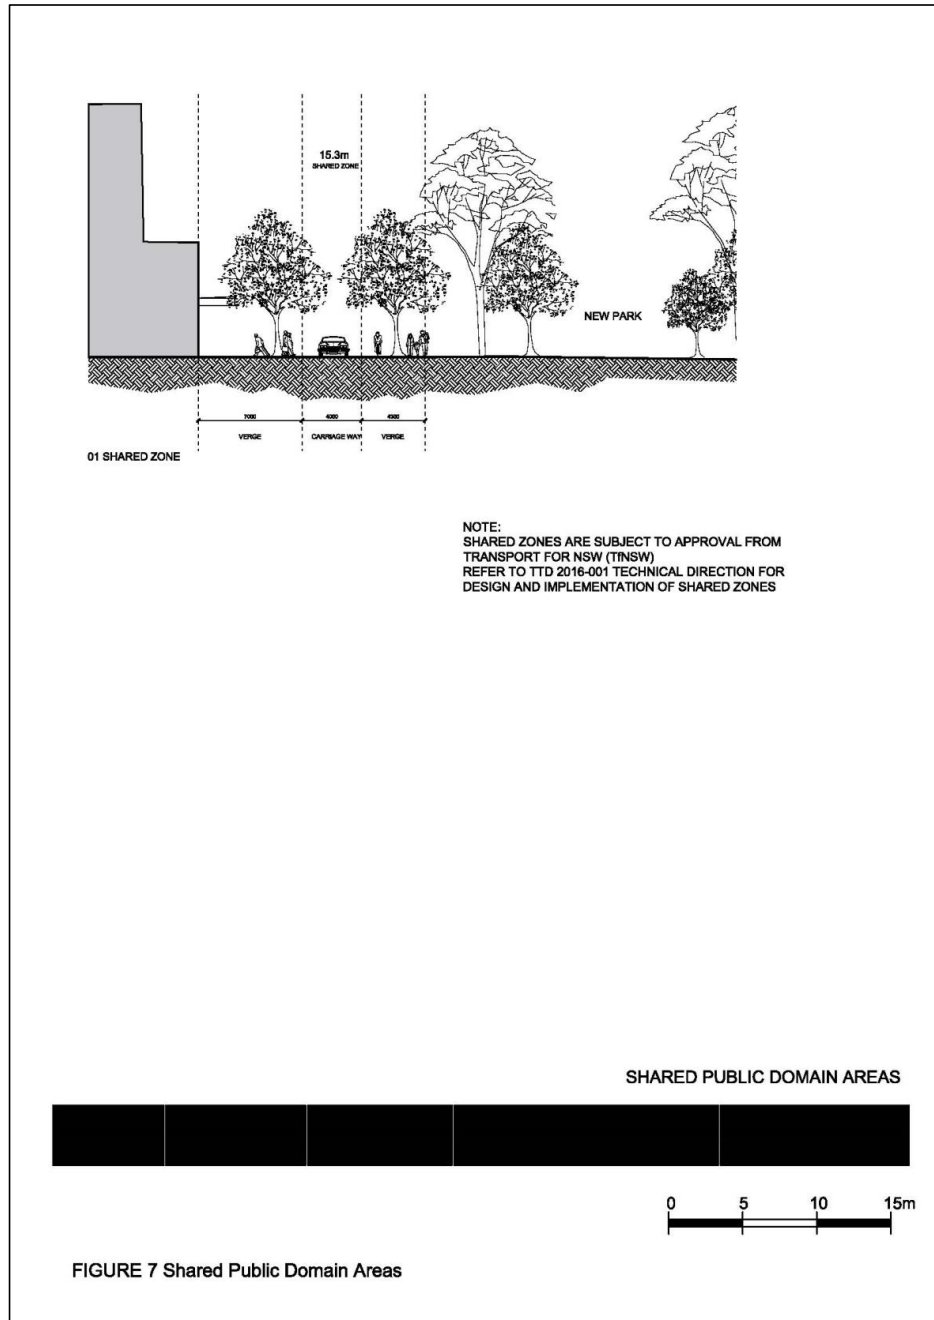 15.3m
SHARED ZONE
NEW PARK
7000 4000 4300
VERGE CARRIAGE WAY VERGE
01 SHARED ZONE
NOTE:
SHARED ZONES ARE SUBJECT TO APPROVAL FROM
TRANSPORT FOR NSW (TfNSW)
REFER TO TTD 2016-001 TECHNICAL DIRECTION FOR
DESIGN AND IMPLEMENTATION OF SHARED ZONES
SHARED PUBLIC DOMAIN AREAS
0 5 10 15m
FIGURE 7 Shared Public Domain Areas